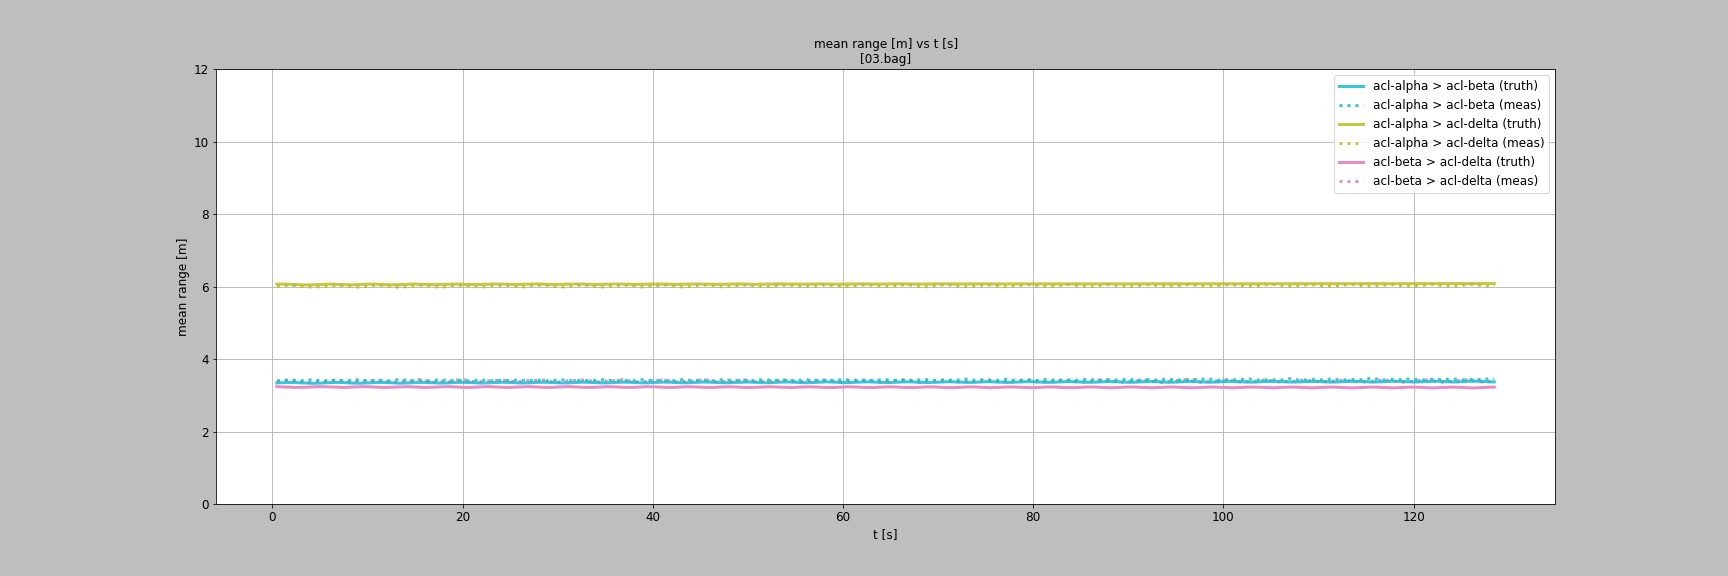 mean range [m] vs t [s]
[03.bag]
12
10
8
6
4
2
0
mean range [m]
acl-alpha > acl-beta (truth)
acl-alpha > acl-beta (meas)
acl-alpha > acl-delta (truth)
acl-alpha > acl-delta (meas)
acl-beta > acl-delta (truth)
acl-beta > acl-delta (meas)
0 20 40 60 80 100 120
t [s]